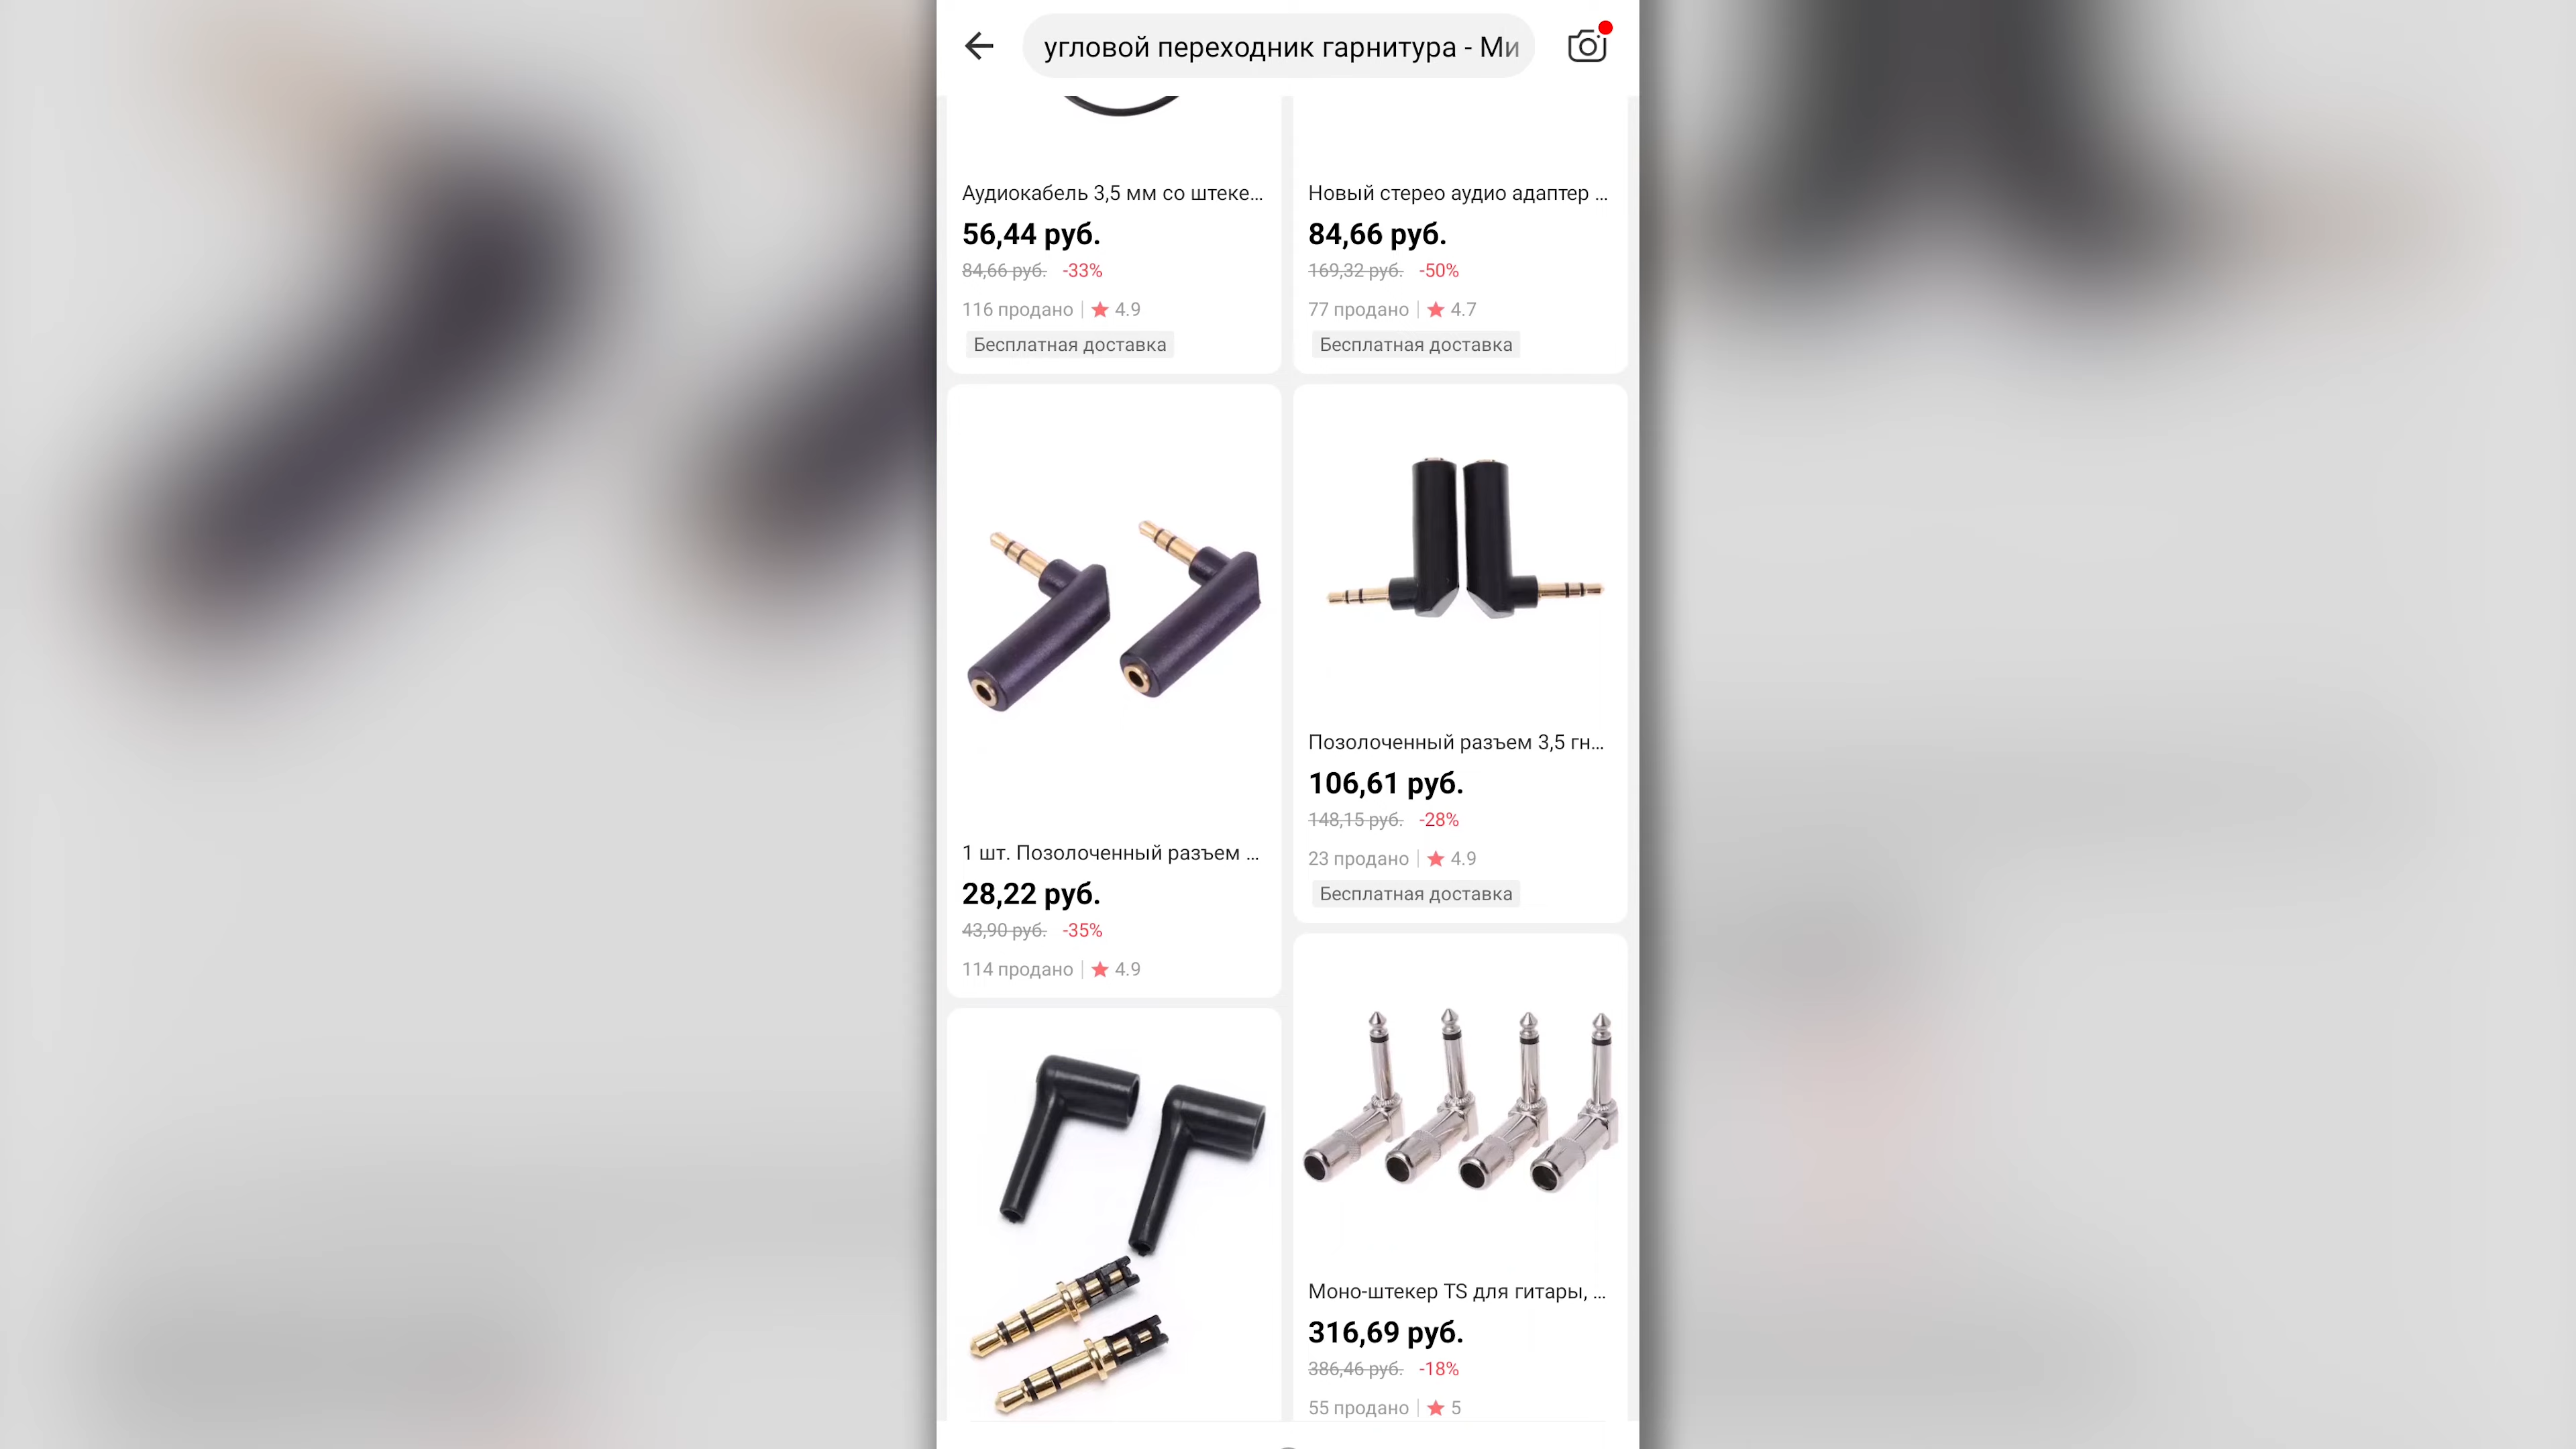 угловой переходник гарнитура - Ми
Аудиокабель 3,5 мм со штеке...
56,44 руб.
84,66 руб. -33%
116 продано | ★ 4.9
Бесплатная доставка
Новый стерео аудио адаптер ...
84,66 руб.
169,32 руб. -50%
77 продано | ★ 4.7
Бесплатная доставка
1 шт. Позолоченный разъем ...
28,22 руб.
43,90 руб. -35%
114 продано | ★ 4.9
Позолоченный разъем 3,5 гн...
106,61 руб.
148,15 руб. -28%
23 продано | ★ 4.9
Бесплатная доставка
Моно-штекер TS для гитары, ...
316,69 руб.
386,46 руб. -18%
55 продано | ★ 5